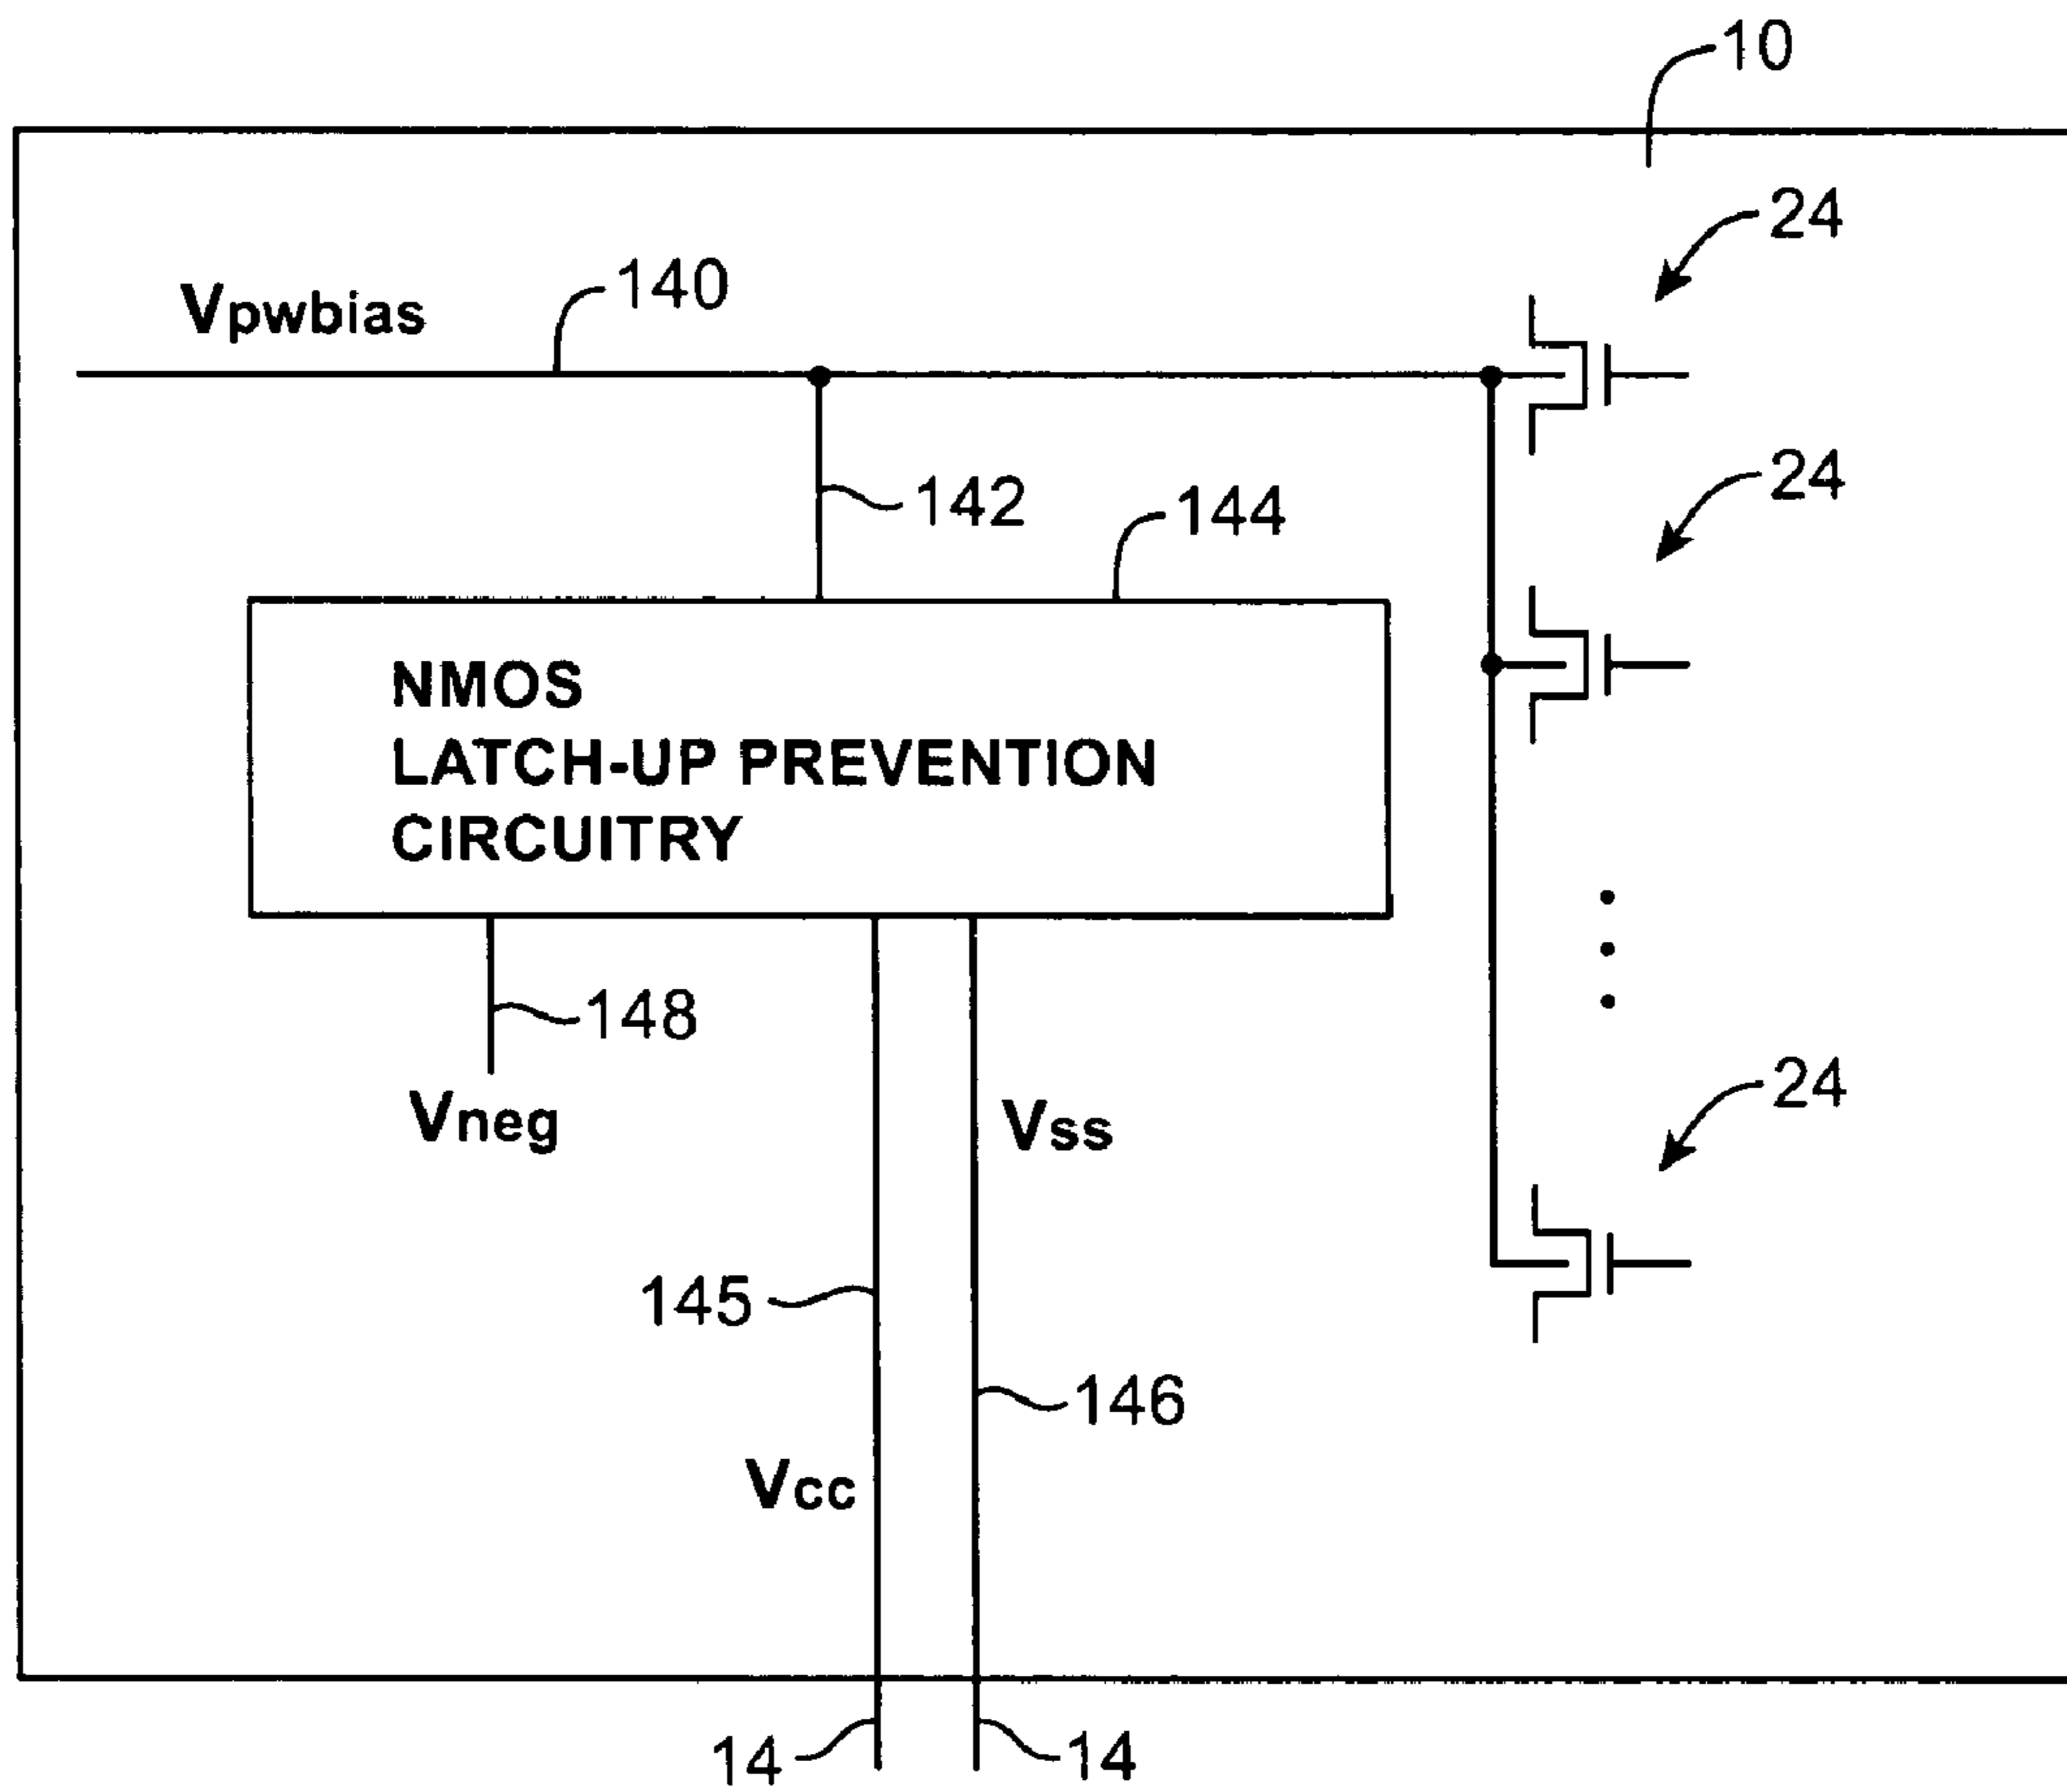 10
24
Vpwbias
140
24
142
144
NMOS
LATCH-UP PREVENTION
CIRCUITRY
148
Vneg
Vss
24
145
146
Vcc
14
14